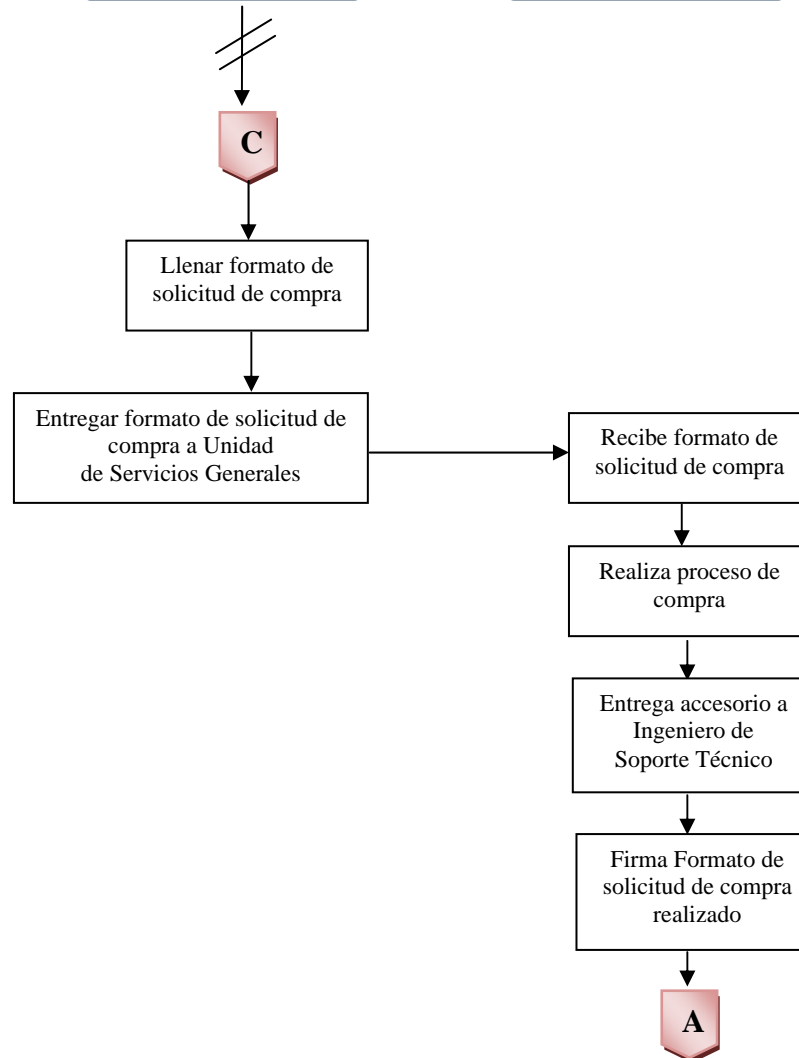 C
Llenar formato de
solicitud de compra
Entregar formato de solicitud de
compra a Unidad
de Servicios Generales
Recibe formato de
solicitud de compra
Realiza proceso de
compra
Entrega accesorio a
Ingeniero de
Soporte Técnico
Firma Formato de
solicitud de compra
realizado
A